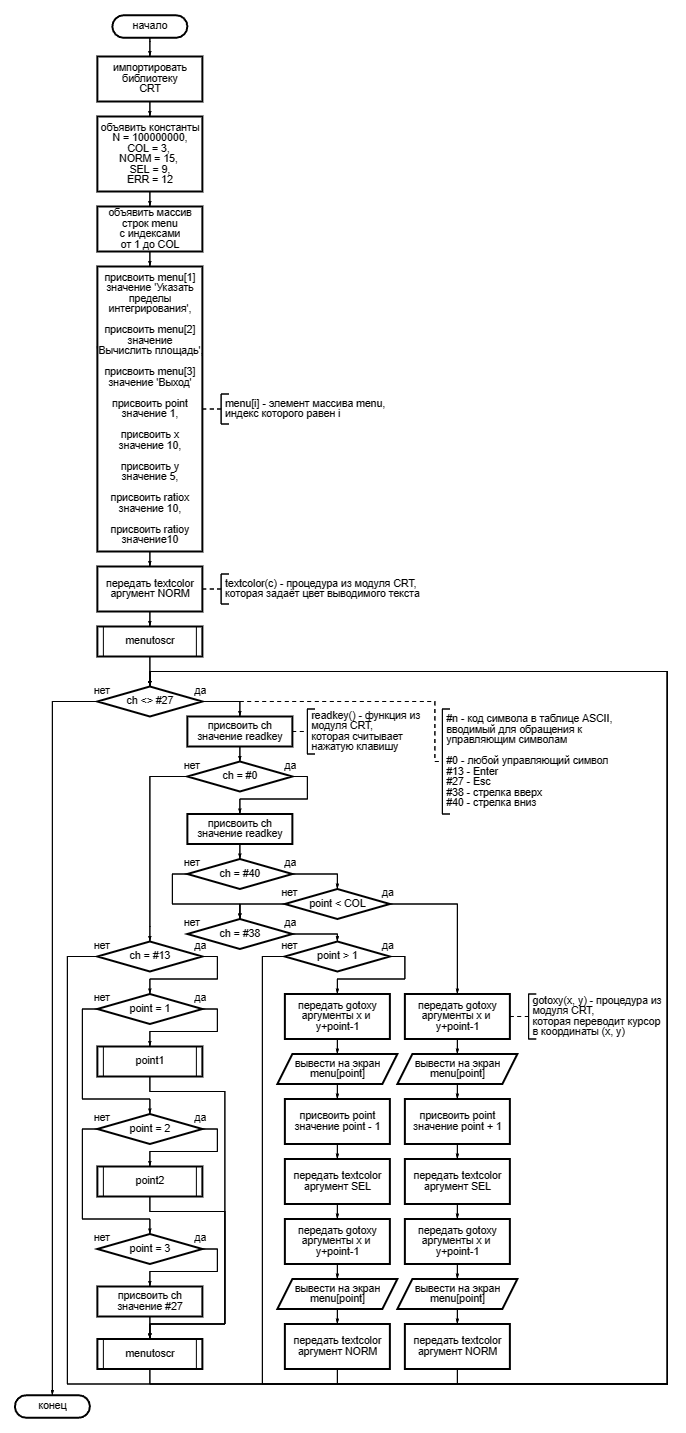 начало
импортировать
библиотеку
CRT
объявить константы
N = 100000000,
COL = 3,
NORM = 15,
SEL = 9,
ERR = 12
объявить массив
строк menu
с индексами
от 1 до COL
присвоить menu[1]
значение 'Указать
пределы
интегрирования',
присвоить menu[2]
значение
'Вычислить площадь'
присвоить menu[3]
значение 'Выход'
присвоить point
значение 1,
присвоить x
значение 10,
присвоить y
значение 5,
присвоить ratiox
значение 10,
присвоить ratioy
значение10
menu[i] - элемент массива menu,
индекс которого равен i
передать textcolor
аргумент NORM
textcolor(c) - процедура из модуля CRT,
которая задаёт цвет выводимого текста
menutoscr
нет
ch <> #27
да
присвоить ch
значение readkey
readkey() - функция из
модуля CRT,
которая считывает
нажатую клавишу
#n - код символа в таблице ASCII,
вводимый для обращения к
управляющим символам
#0 - любой управляющий символ
#13 - Enter
#27 - Esc
#38 - стрелка вверх
#40 - стрелка вниз
нет
ch = #0
да
присвоить ch
значение readkey
нет
ch = #40
да
нет
point < COL
да
ch = #38
нет
ch = #13
да
нет
point > 1
да
нет
point = 1
да
передать gotoxy
аргументы x и
y+point-1
передать gotoxy
аргументы x и
y+point-1
gotoxy(x, y) - процедура из
модуля CRT,
которая переводит курсор
в координаты (x, y)
point1
вывести на экран
menu[point]
вывести на экран
menu[point]
нет
point = 2
да
присвоить point
значение point - 1
присвоить point
значение point + 1
point2
передать textcolor
аргумент SEL
передать textcolor
аргумент SEL
нет
point = 3
да
передать gotoxy
аргументы x и
y+point-1
передать gotoxy
аргументы x и
y+point-1
присвоить ch
значение #27
вывести на экран
menu[point]
вывести на экран
menu[point]
menutoscr
передать textcolor
аргумент NORM
передать textcolor
аргумент NORM
конец